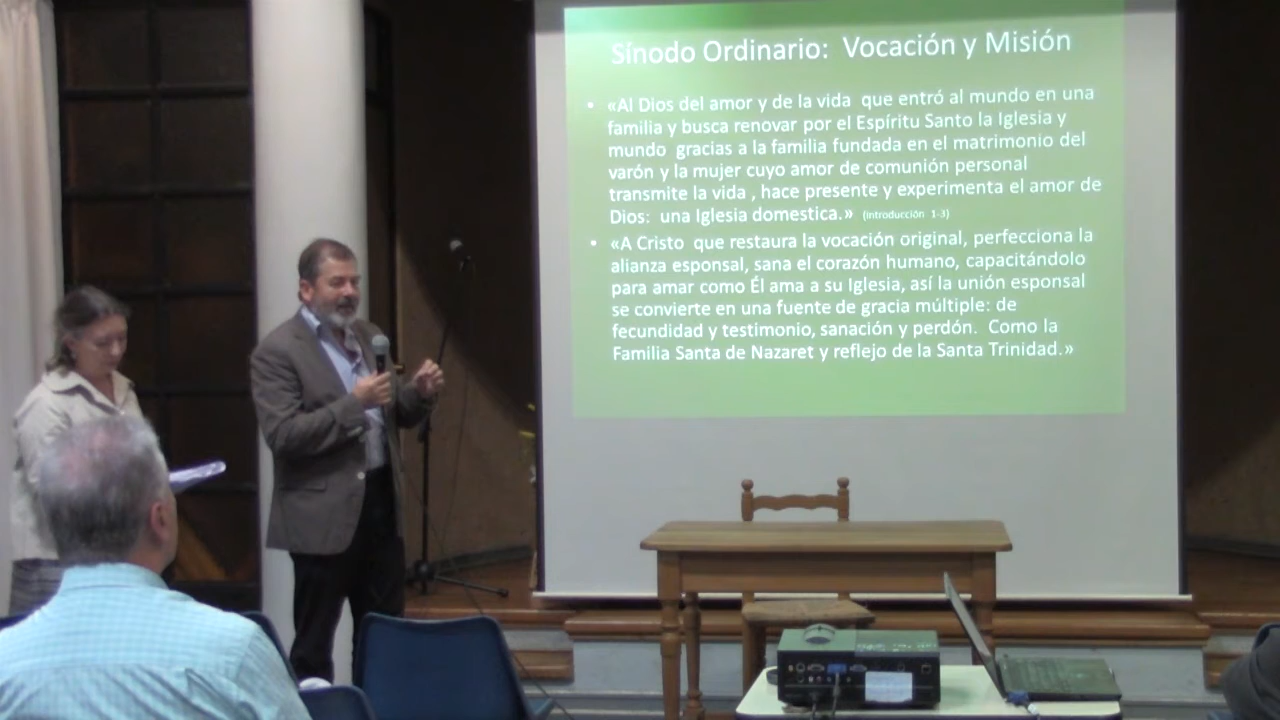 Sínodo Ordinario: Vocación y Misión
• «Al Dios del amor y de la vida que entró al mundo en una
familia y busca renovar por el Espíritu Santo la Iglesia y
mundo gracias a la familia fundada en el matrimonio del
varón y la mujer cuyo amor de comunión personal
transmite la vida , hace presente y experimenta el amor de
Dios: una Iglesia domestica.» (introducción 1-3)
• «A Cristo que restaura la vocación original, perfecciona la
alianza esponsal, sana el corazón humano, capacitándolo
para amar como Él ama a su Iglesia, así la unión esponsal
se convierte en una fuente de gracia múltiple: de
fecundidad y testimonio, sanación y perdón. Como la
Familia Santa de Nazaret y reflejo de la Santa Trinidad.»